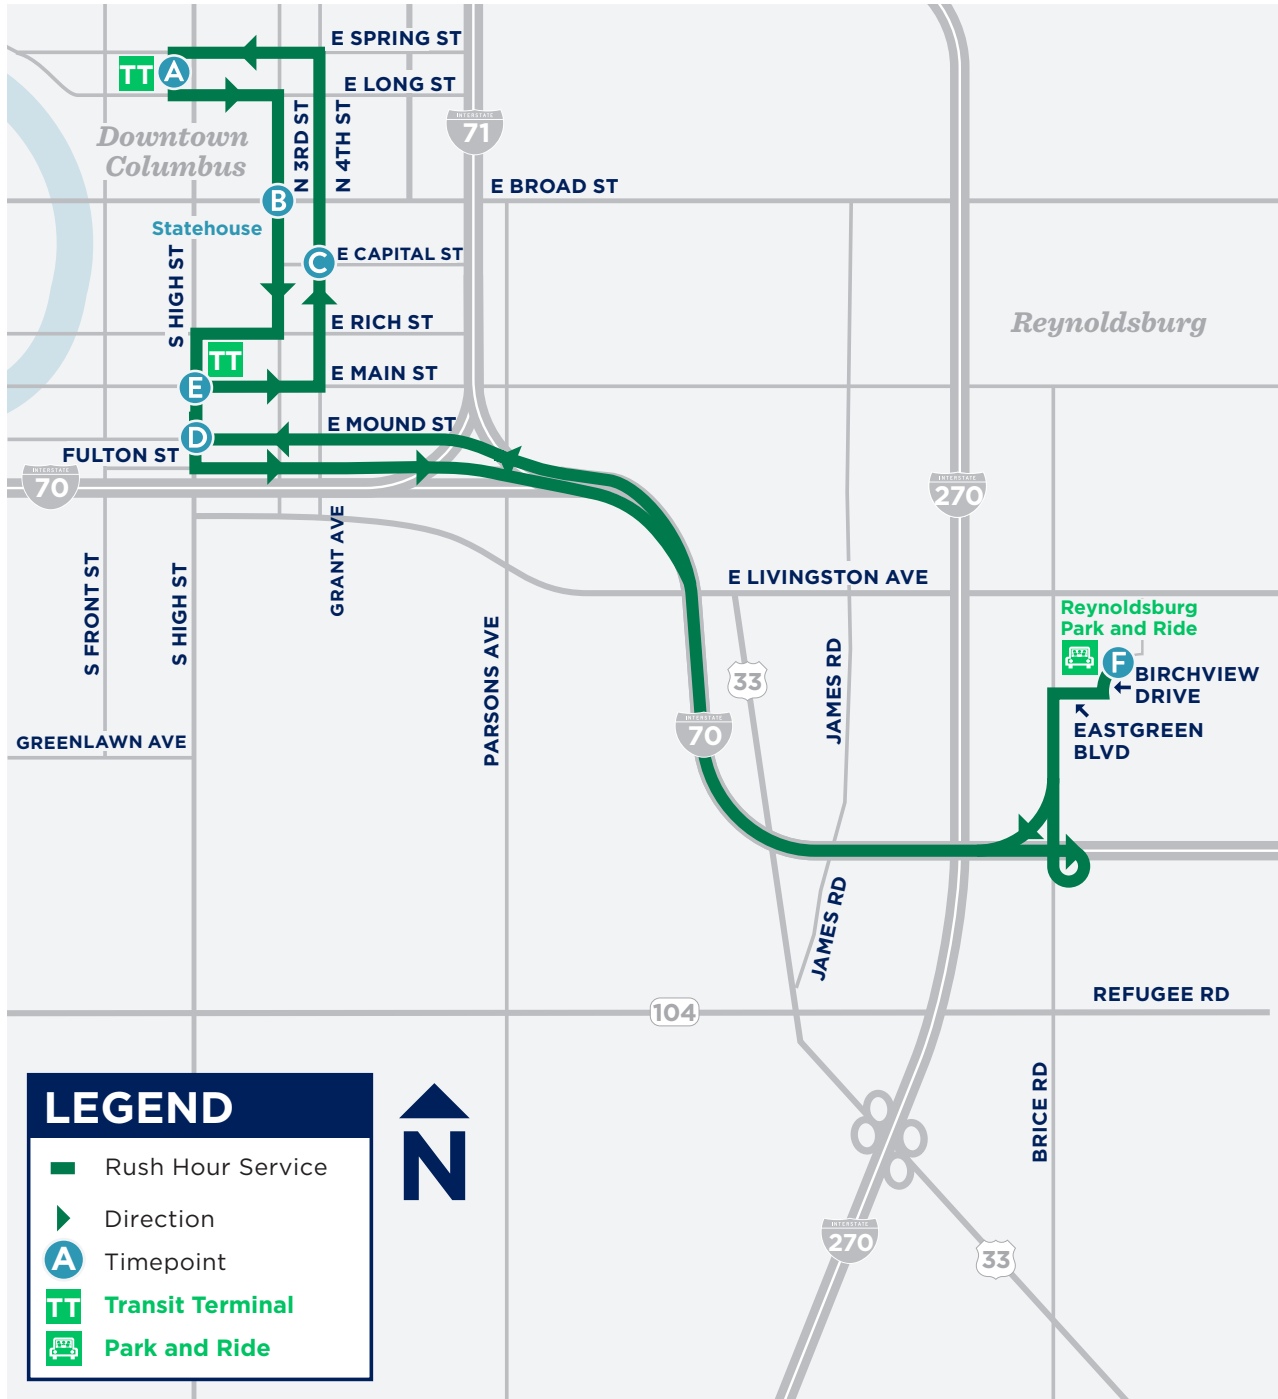 E SPRING ST
TT
A
E LONG ST
N 3RD ST
N 4TH ST
INTERSTATE
71
Downtown
Columbus
B
E BROAD ST
Statehouse
S HIGH ST
C
E CAPITAL ST
E RICH ST
Reynoldsburg
TT
E
E MAIN ST
D
E MOUND ST
FULTON ST
INTERSTATE
70
INTERSTATE
270
GRANT AVE
S FRONT ST
S HIGH ST
E LIVINGSTON AVE
Reynoldsburg
Park and Ride
F
BIRCHVIEW
DRIVE
EASTGREEN
BLVD
PARSONS AVE
33
JAMES RD
INTERSTATE
70
GREENLAWN AVE
JAMES RD
REFUGEE RD
104
BRICE RD
INTERSTATE
270
33
LEGEND
Rush Hour Service
Direction
A
Timepoint
TT
Transit Terminal
Park and Ride
N